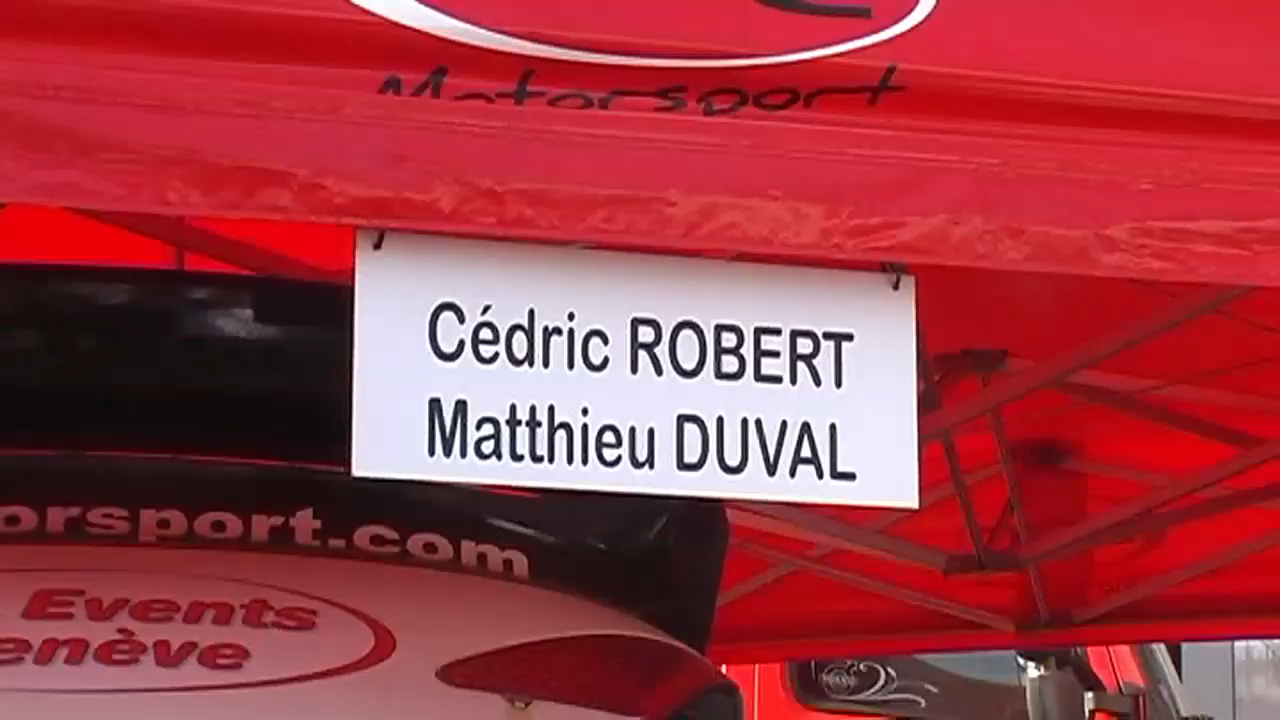 Motorsport
Cédric ROBERT
Matthieu DUVAL
orsport.com
Events
enève